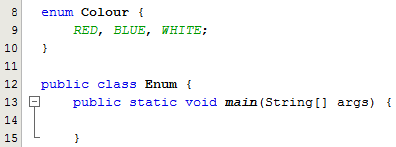 8 enum Colour {
9 RED, BLUE, WHITE;
10 }
11
12 public class Enum {
13 public static void main(String[] args) {
14
15 }